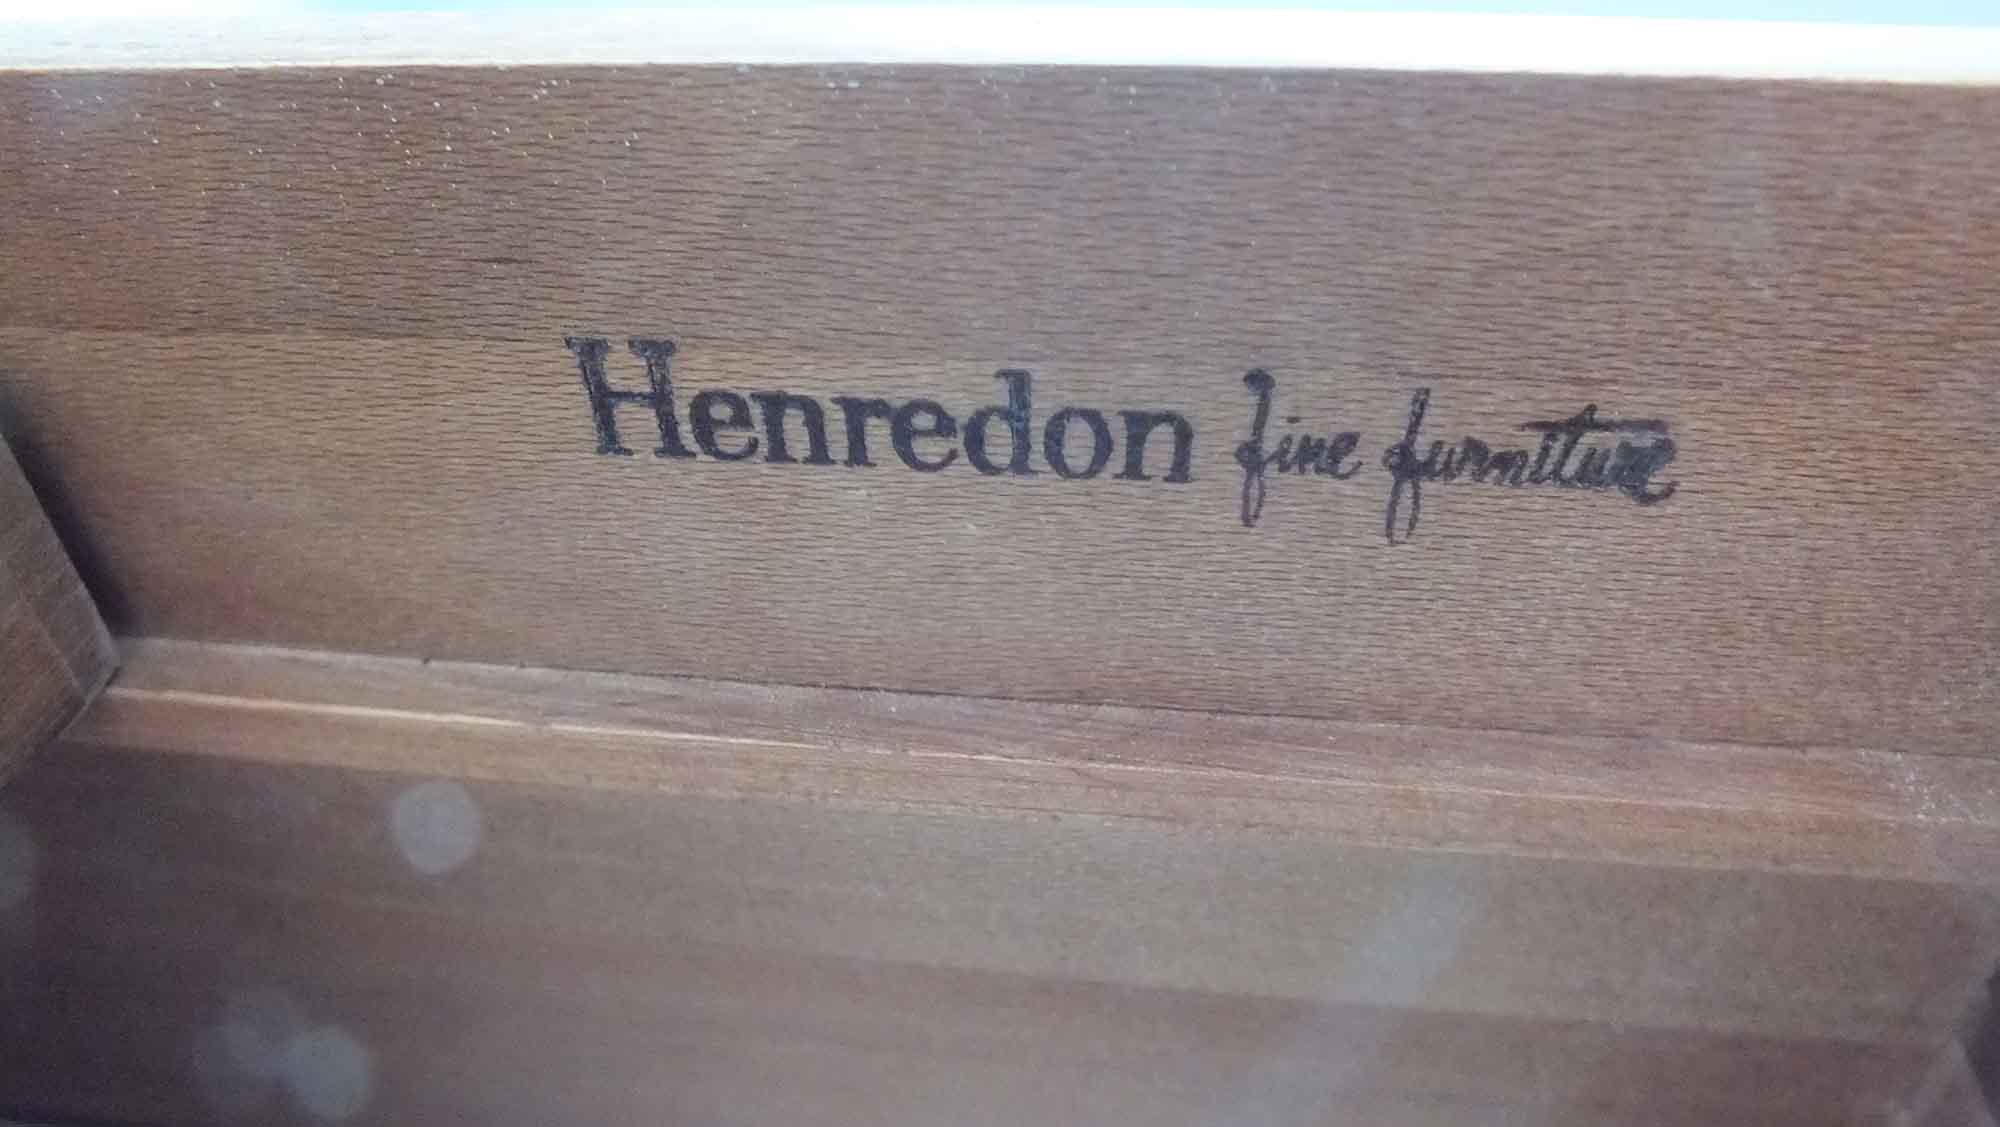 Henredon fine furniture